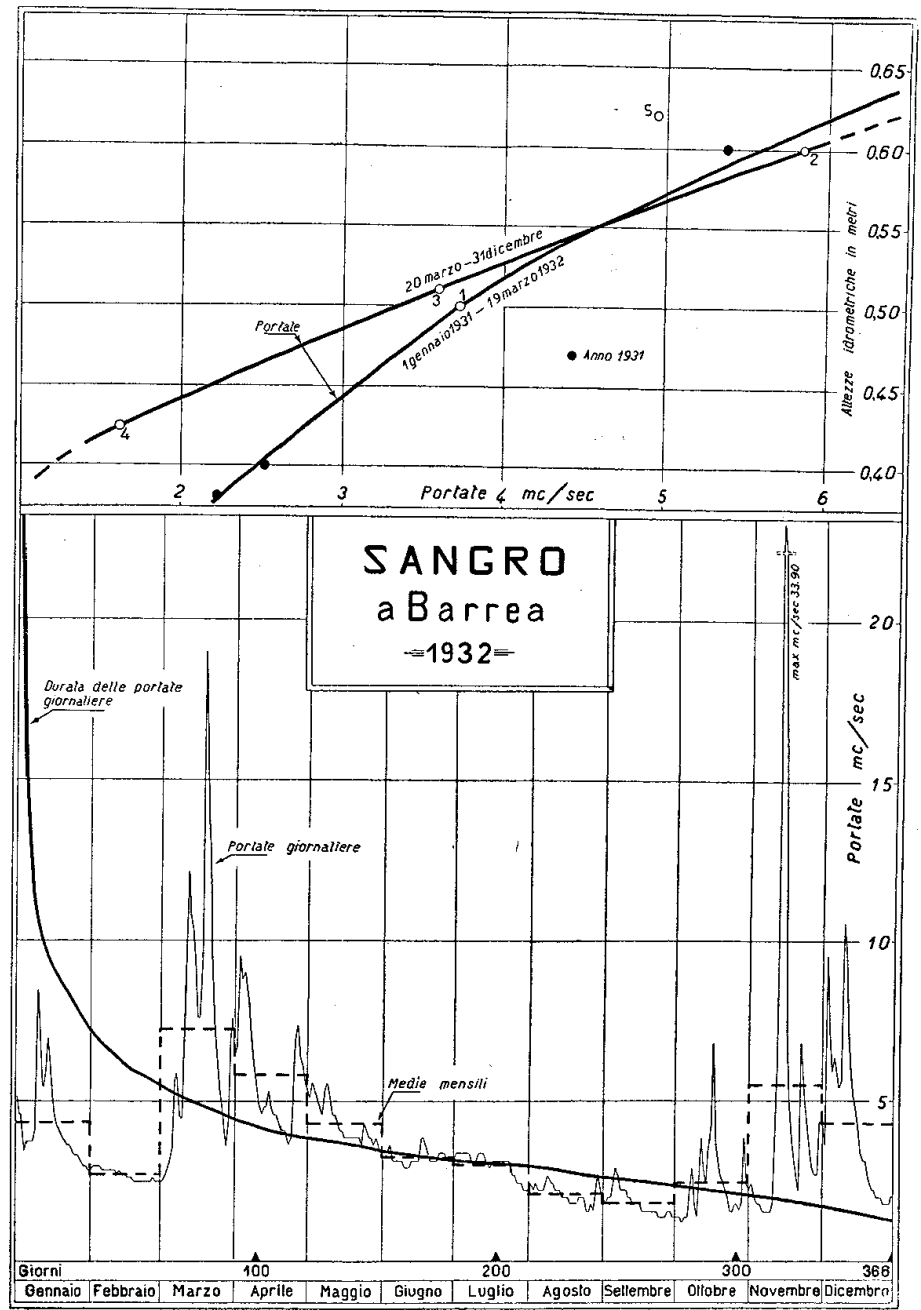 0,65
5
2
0,60
0,55
Altezze idrometriche in metri
20 marzo-31 dicembre
3
1
1 gennaio 1931 - 19 marzo 1932
0,50
Portate
Anno 1931
0,45
4
0,40
2 3 Portate 4 mc/sec 5 6
SANGRO
a Barrea
1932
max mc/sec 33.90
20
Durata delle portate
giornaliere
Portate mc/sec
15
Portate giornaliere
10
Medie mensili
5
Giorni 100 200 300 366
Gennaio Febbraio Marzo Aprile Maggio Giugno Luglio Agosto Settembre Ottobre Novembre Dicembre